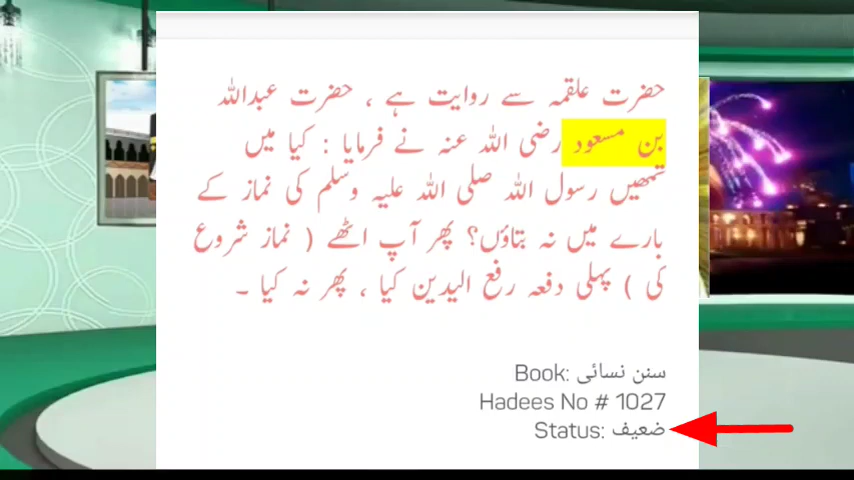 حضرت علقمہ سے روایت ہے ، حضرت عبداللہ
بن مسعود رضی اللہ عنہ نے فرمایا : کیا میں
تمھیں رسول اللہ صلی اللہ علیہ وسلم کی نماز کے
بارے میں نہ بتاؤں؟ پھر آپ اٹھے ( نماز شروع
کی ) پہلی دفعہ رفع الیدین کیا ، پھر نہ کیا ۔
Book: سنن نسائی
Hadees No # 1027
Status: ضعیف